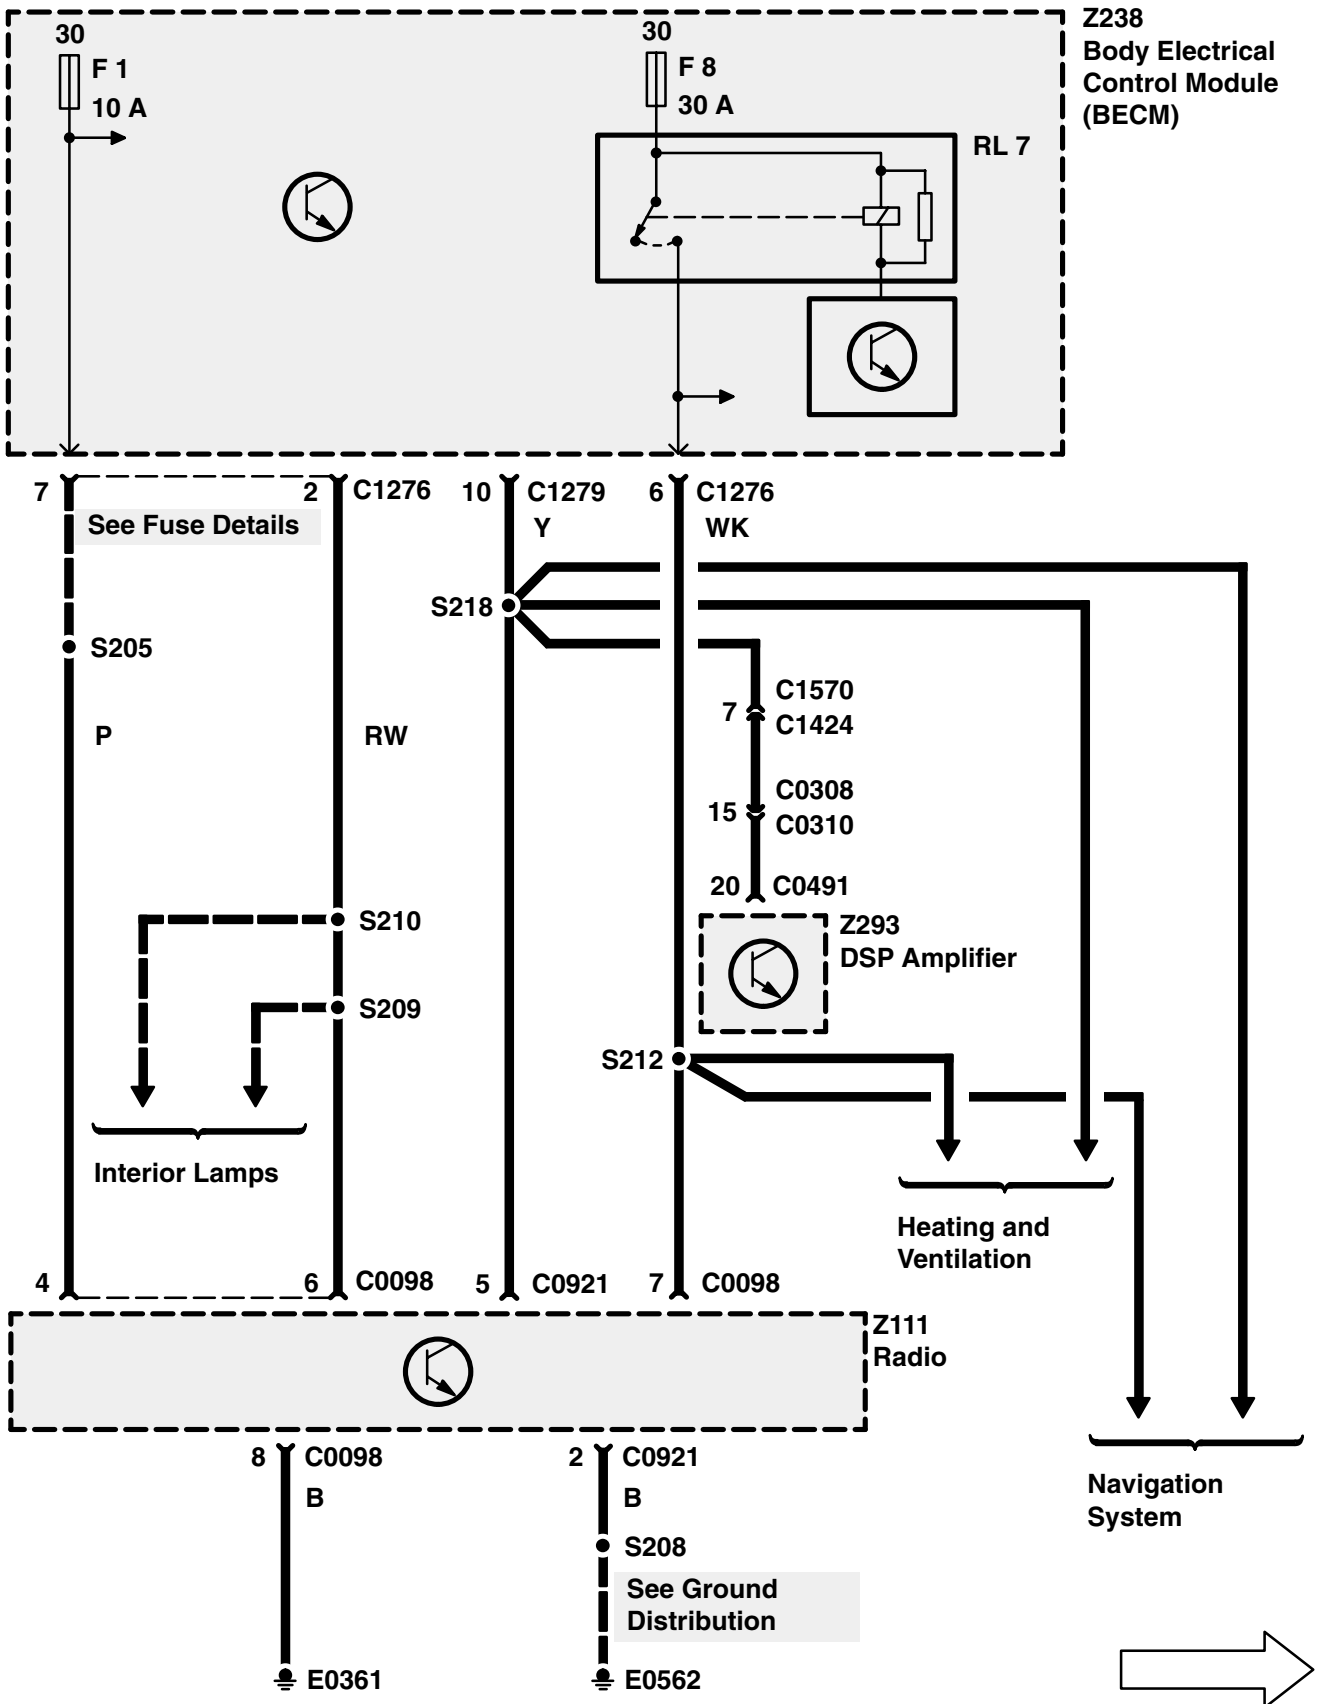 Z238
Body Electrical
Control Module
(BECM)
30
F 1
10 A
30
F 8
30 A
RL 7
7
2
C1276
10
C1279
6
C1276
See Fuse Details
Y
WK
S218
S205
C1570
7
C1424
P
RW
C0308
15
C0310
20
C0491
S210
Z293
DSP Amplifier
S209
S212
Interior Lamps
Heating and
Ventilation
4
6
C0098
5
C0921
7
C0098
Z111
Radio
8
C0098
B
2
C0921
B
Navigation
System
S208
See Ground
Distribution
E0361
E0562